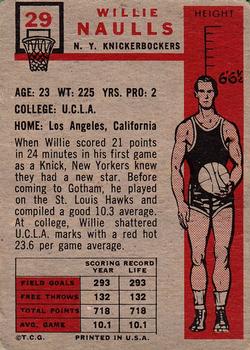 29
WILLIE
NAULLS
N. Y. KNICKERBOCKERS
HEIGHT
6'6½
AGE: 23 WT: 225 YRS. PRO: 2
COLLEGE: U.C.L.A.
HOME: Los Angeles, California
When Willie scored 21 points
in 24 minutes in his first game
as a Knick, New Yorkers knew
they had a new star. Before
coming to Gotham, he played
on the St. Louis Hawks and
compiled a good 10.3 average.
At college, Willie shattered
U.C.L.A. marks with a red hot
23.6 per game average.
SCORING RECORD
YEAR LIFE
FIELD GOALS 293 293
FREE THROWS 132 132
TOTAL POINTS 718 718
AVG. GAME 10.1 10.1
©T.C.G. PRINTED IN U.S.A.